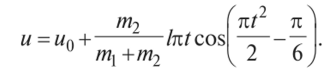 u = u₀ + m₂/(m₁ + m₂) lπt cos(πt²/2 − π/6).